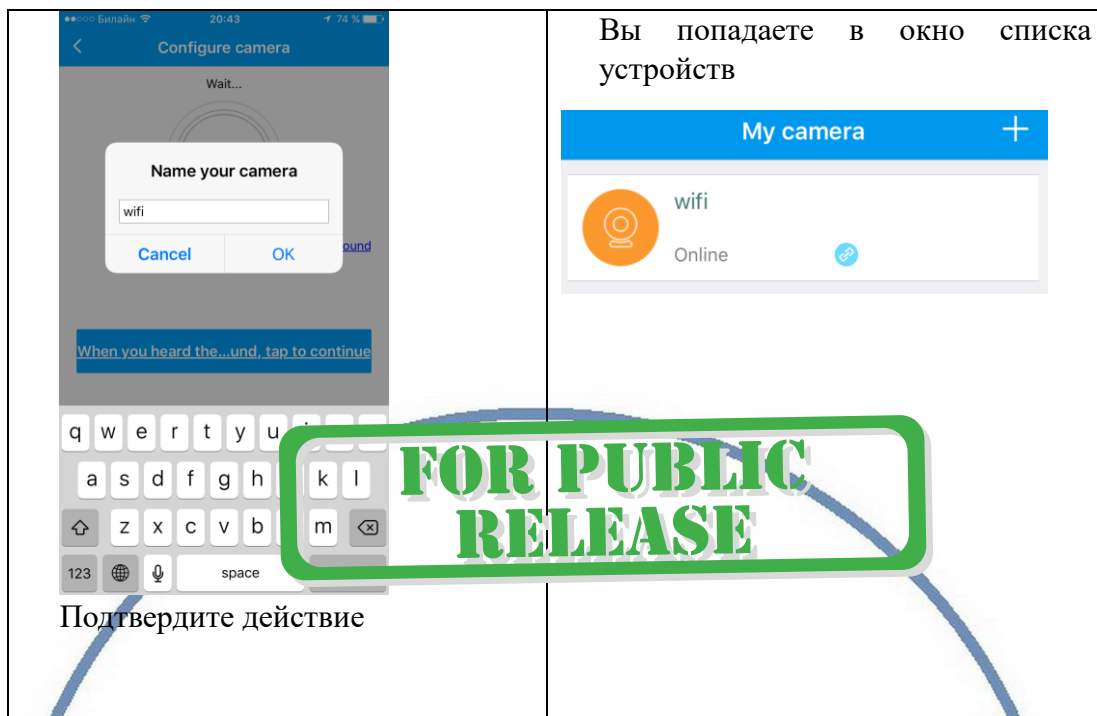 ●●○○○ Билайн 20:43 74 %
Configure camera
Wait...
Name your camera
wifi
Cancel OK
ound
When you heard the...und, tap to continue
q w e r t y u
a s d f g h k l
z x c v b m
123 space
Подтвердите действие
Вы попадаете в окно списка
устройств
My camera +
wifi
Online
FOR PUBLIC
RELEASE